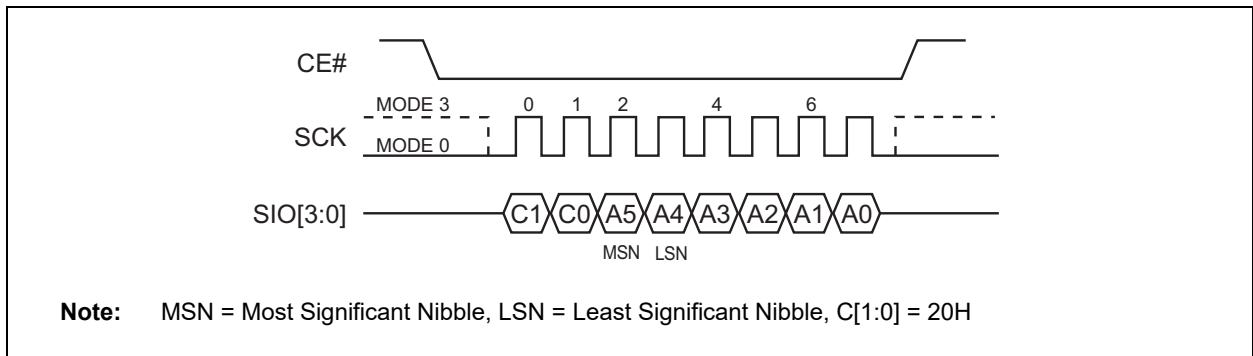 CE#
MODE 3 0 1 2 4 6
SCK
MODE 0
SIO[3:0] C1 C0 A5 A4 A3 A2 A1 A0
MSN LSN
Note: MSN = Most Significant Nibble, LSN = Least Significant Nibble, C[1:0] = 20H